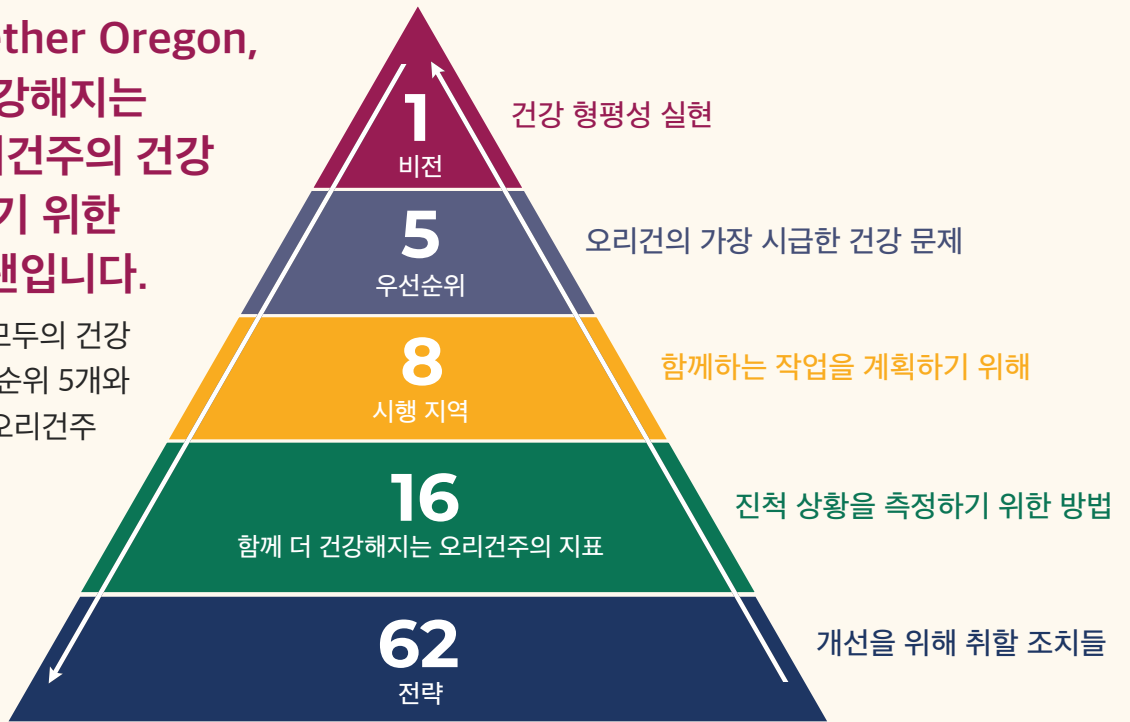 ether Oregon,
강해지는
건주의 건강
기 위한
랜입니다.
모두의 건강
순위 5개와
오리건주
1
비전
건강 형평성 실현
5
우선순위
오리건의 가장 시급한 건강 문제
8
시행 지역
함께하는 작업을 계획하기 위해
16
함께 더 건강해지는 오리건주의 지표
진척 상황을 측정하기 위한 방법
62
전략
개선을 위해 취할 조치들